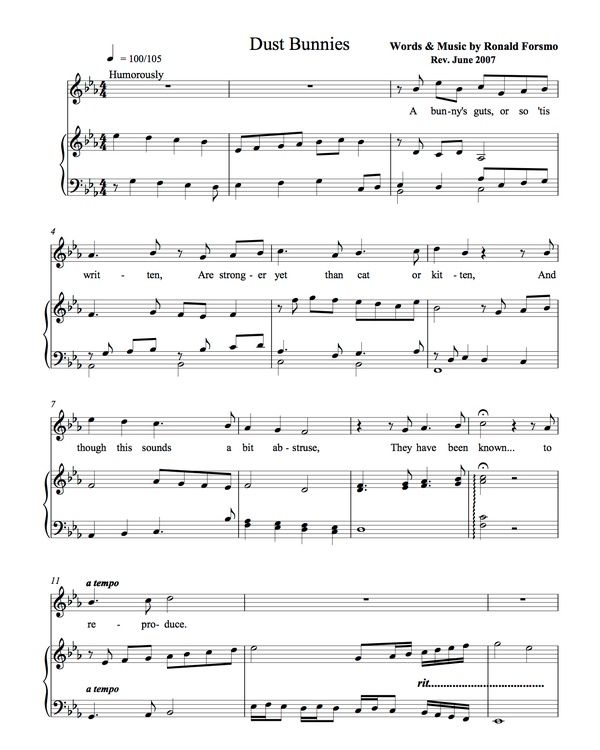 Dust Bunnies
Words & Music by Ronald Forsmo
Rev. June 2007
= 100/105
Humorously
A bun-ny's guts, or so 'tis
4
writ - ten, Are strong - er yet than cat or kit - ten, And
7
though this sounds a bit ab - struse, They have been known... to
11
a tempo
re - pro- duce.
a tempo
rit.......................................